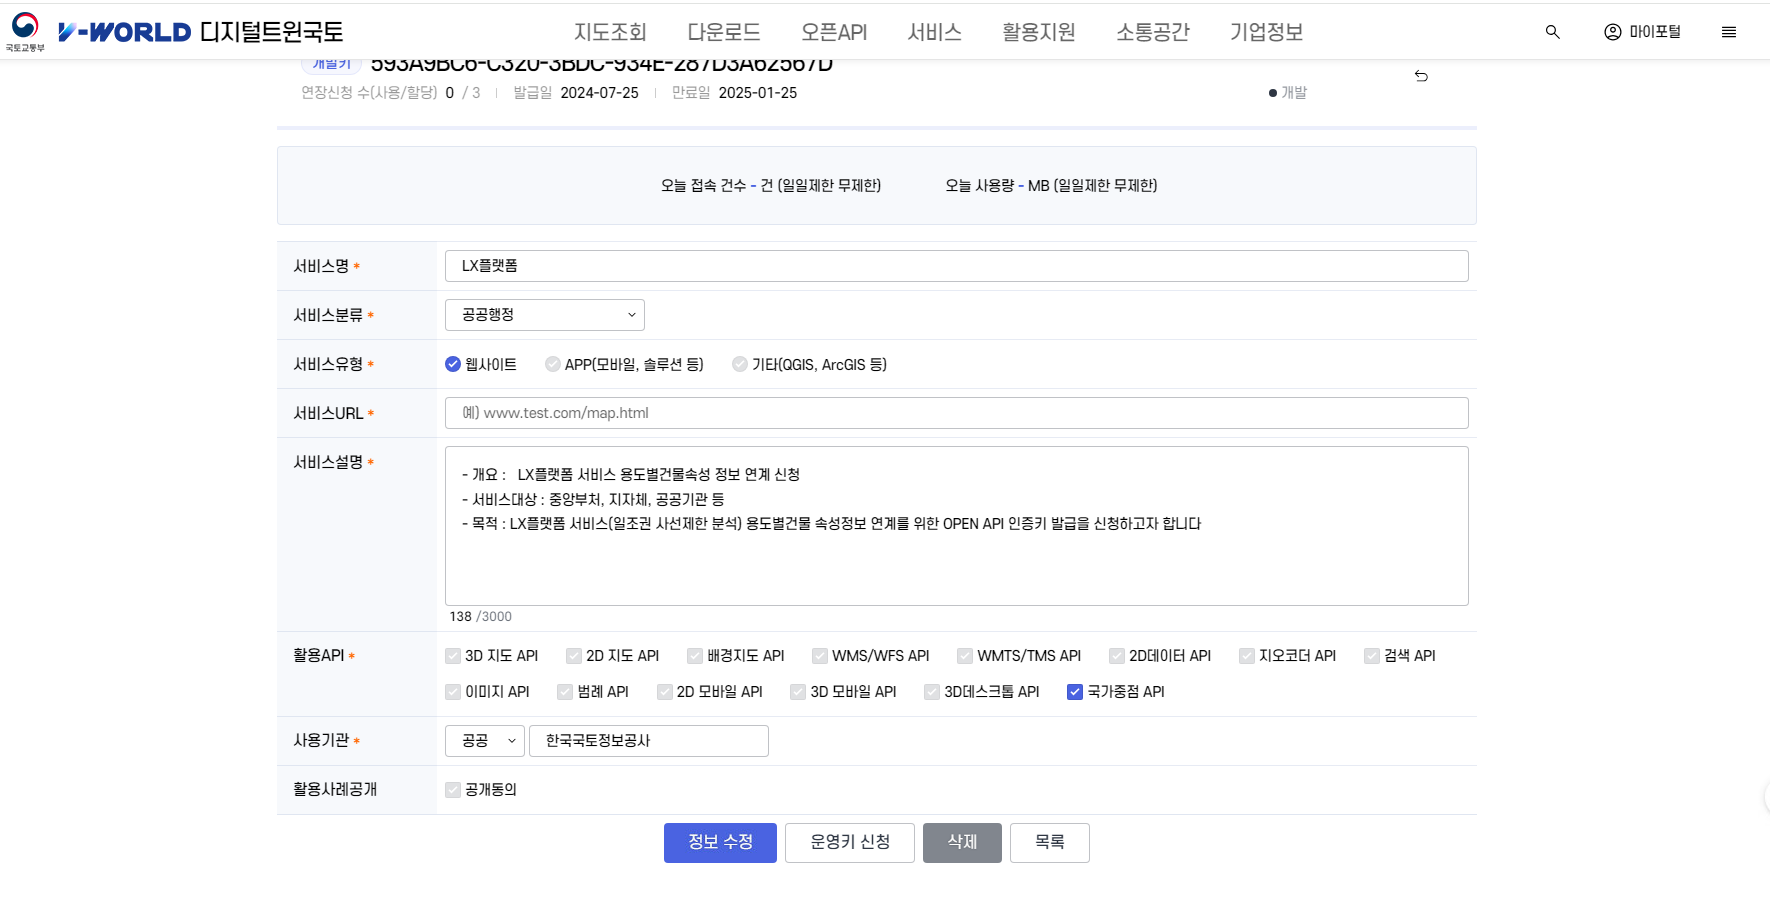 국토교통부
V-WORLD 디지털트윈국토
지도조회 다운로드 오픈API 서비스 활용지원 소통공간 기업정보
마이포털
개발키 593A9BC6-C320-3BDC-934E-287D3A62567D
연장신청 수(사용/할당) 0 / 3 발급일 2024-07-25 만료일 2025-01-25
개발
오늘 접속 건수 - 건 (일일제한 무제한) 오늘 사용량 - MB (일일제한 무제한)
서비스명 * LX플랫폼
서비스분류 * 공공행정
서비스유형 * 웹사이트 APP(모바일, 솔루션 등) 기타(QGIS, ArcGIS 등)
서비스URL * 예) www.test.com/map.html
서비스설명 *
- 개요 : LX플랫폼 서비스 용도별건물속성 정보 연계 신청
- 서비스대상 : 중앙부처, 지자체, 공공기관 등
- 목적 : LX플랫폼 서비스(일조권 사선제한 분석) 용도별건물 속성정보 연계를 위한 OPEN API 인증키 발급을 신청하고자 합니다
138 /3000
활용API * 3D 지도 API 2D 지도 API 배경지도 API WMS/WFS API WMTS/TMS API 2D데이터 API 지오코더 API 검색 API
이미지 API 범례 API 2D 모바일 API 3D 모바일 API 3D데스크톱 API 국가중점 API
사용기관 * 공공 한국국토정보공사
활용사례공개 공개동의
정보 수정 운영키 신청 삭제 목록